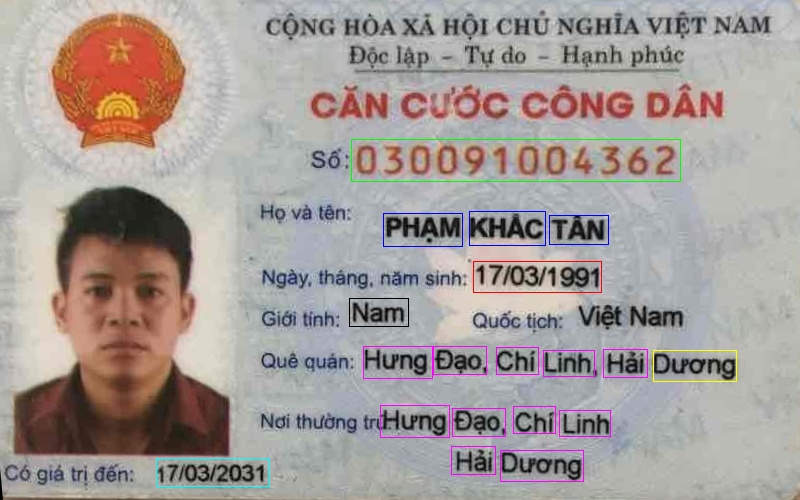 CỘNG HÒA XÃ HỘI CHỦ NGHĨA VIỆT NAM
Độc lập - Tự do - Hạnh phúc
CĂN CƯỚC CÔNG DÂN
Số: 030091004362
Họ và tên: PHẠM KHẮC TÂN
Ngày, tháng, năm sinh: 17/03/1991
Giới tính: Nam Quốc tịch: Việt Nam
Quê quán: Hưng Đạo, Chí Linh, Hải Dương
Nơi thường trú: Hưng Đạo, Chí Linh
Hải Dương
Có giá trị đến: 17/03/2031